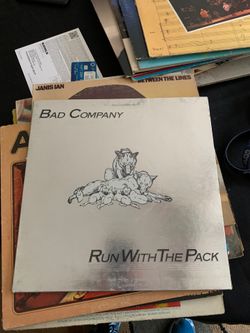 JANIS IAN
BETWEEN THE LINES
BAD COMPANY
RUN WITH THE PACK
A